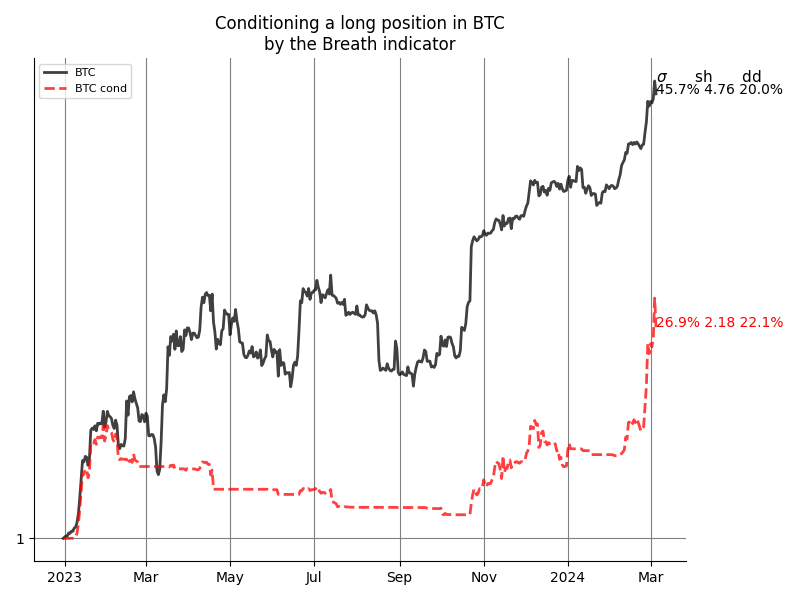 Conditioning a long position in BTC
by the Breath indicator
BTC
BTC cond
σ sh dd
45.7% 4.76 20.0%
26.9% 2.18 22.1%
1
2023 Mar May Jul Sep Nov 2024 Mar